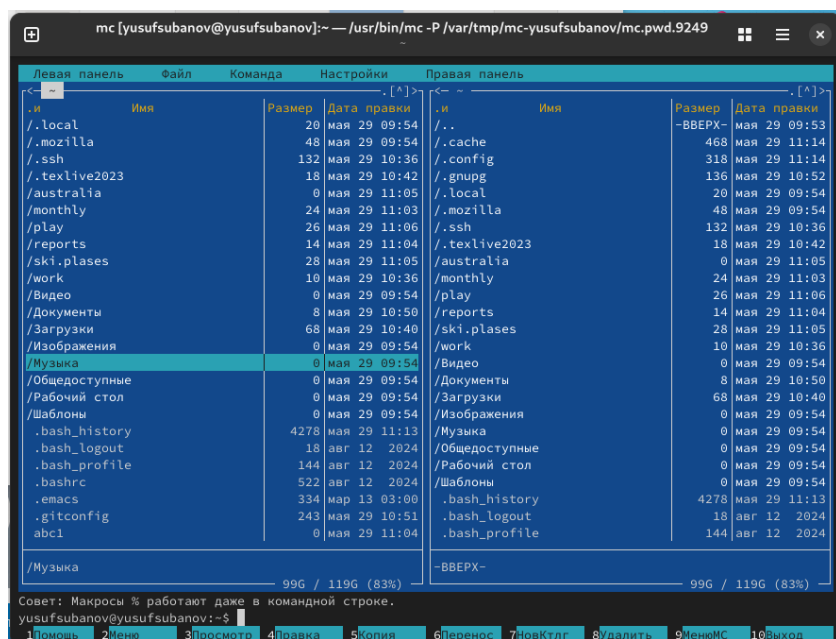 mc [yusufsubanov@yusufsubanov]:~ — /usr/bin/mc -P /var/tmp/mc-yusufsubanov/mc.pwd.9249
~
Левая панель Файл Команда Настройки Правая панель
<— ~ .[^]>
.и Имя Размер Дата правки
/.local 20 мая 29 09:54
/.mozilla 48 мая 29 09:54
/.ssh 132 мая 29 10:36
/.texlive2023 18 мая 29 10:42
/australia 0 мая 29 11:05
/monthly 24 мая 29 11:03
/play 26 мая 29 11:06
/reports 14 мая 29 11:04
/ski.plases 28 мая 29 11:05
/work 10 мая 29 10:36
/Видео 0 мая 29 09:54
/Документы 8 мая 29 10:50
/Загрузки 68 мая 29 10:40
/Изображения 0 мая 29 09:54
/Музыка 0 мая 29 09:54
/Общедоступные 0 мая 29 09:54
/Рабочий стол 0 мая 29 09:54
/Шаблоны 0 мая 29 09:54
.bash_history 4278 мая 29 11:13
.bash_logout 18 авг 12 2024
.bash_profile 144 авг 12 2024
.bashrc 522 авг 12 2024
.emacs 334 мар 13 03:00
.gitconfig 243 мая 29 10:51
abc1 0 мая 29 11:04
/Музыка
99G / 119G (83%)
<— ~ .[^]>
.и Имя Размер Дата правки
/.. -ВВЕРХ- мая 29 09:53
/.cache 468 мая 29 11:14
/.config 318 мая 29 11:14
/.gnupg 136 мая 29 10:52
/.local 20 мая 29 09:54
/.mozilla 48 мая 29 09:54
/.ssh 132 мая 29 10:36
/.texlive2023 18 мая 29 10:42
/australia 0 мая 29 11:05
/monthly 24 мая 29 11:03
/play 26 мая 29 11:06
/reports 14 мая 29 11:04
/ski.plases 28 мая 29 11:05
/work 10 мая 29 10:36
/Видео 0 мая 29 09:54
/Документы 8 мая 29 10:50
/Загрузки 68 мая 29 10:40
/Изображения 0 мая 29 09:54
/Музыка 0 мая 29 09:54
/Общедоступные 0 мая 29 09:54
/Рабочий стол 0 мая 29 09:54
/Шаблоны 0 мая 29 09:54
.bash_history 4278 мая 29 11:13
.bash_logout 18 авг 12 2024
.bash_profile 144 авг 12 2024
-ВВЕРХ-
99G / 119G (83%)
Совет: Макросы % работают даже в командной строке.
yusufsubanov@yusufsubanov:~$
1Помощь 2Меню 3Просмотр 4Правка 5Копия 6Перенос 7НовКтлг 8Удалить 9МенюМС 10Выход